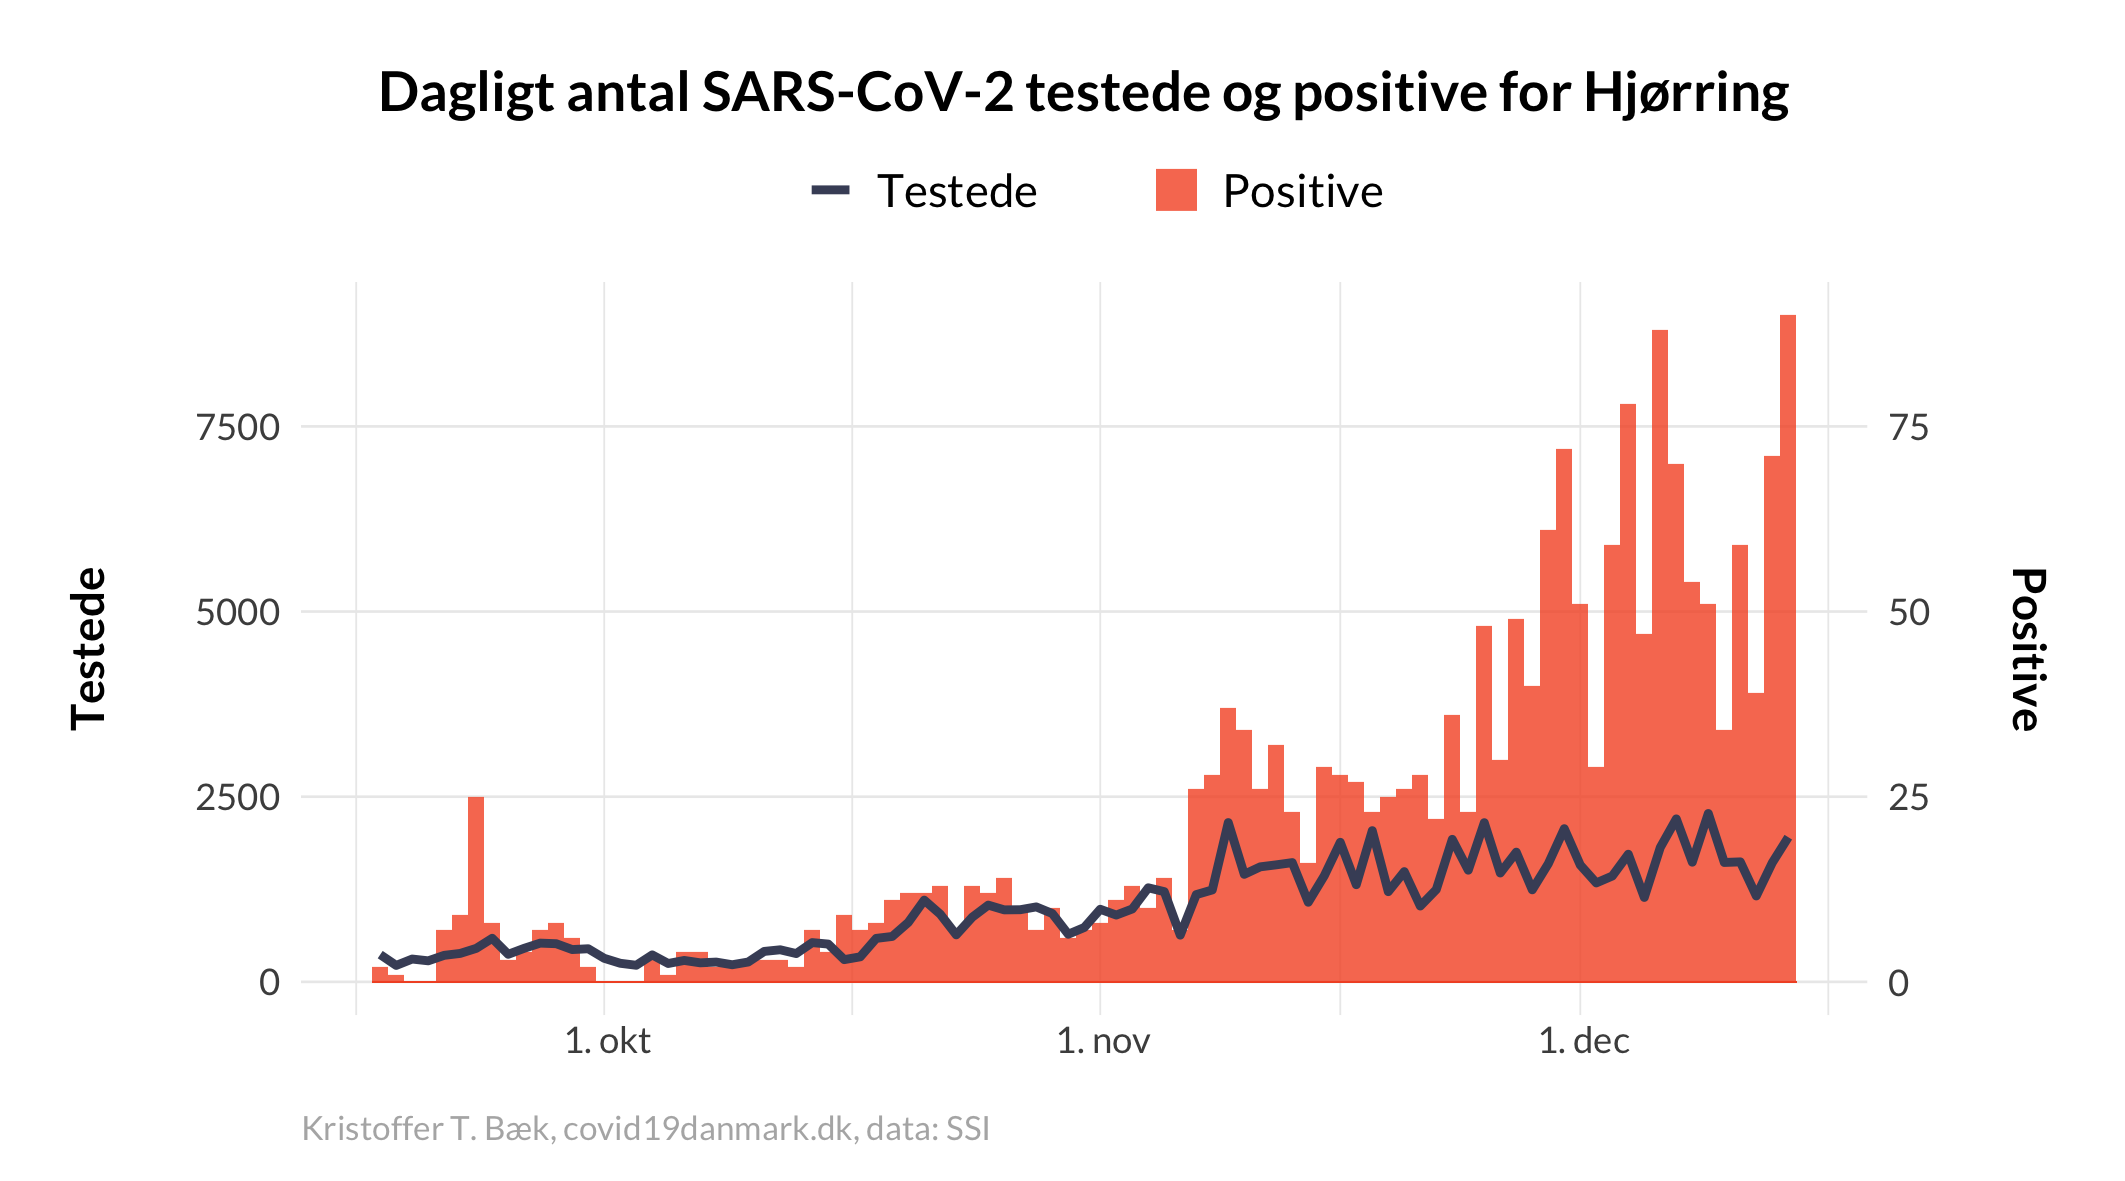 Dagligt antal SARS-CoV-2 testede og positive for Hjørring
Testede
Positive
7500
5000
2500
0
Testede
75
50
25
0
Positive
1. okt
1. nov
1. dec
Kristoffer T. Bæk, covid19danmark.dk, data: SSI